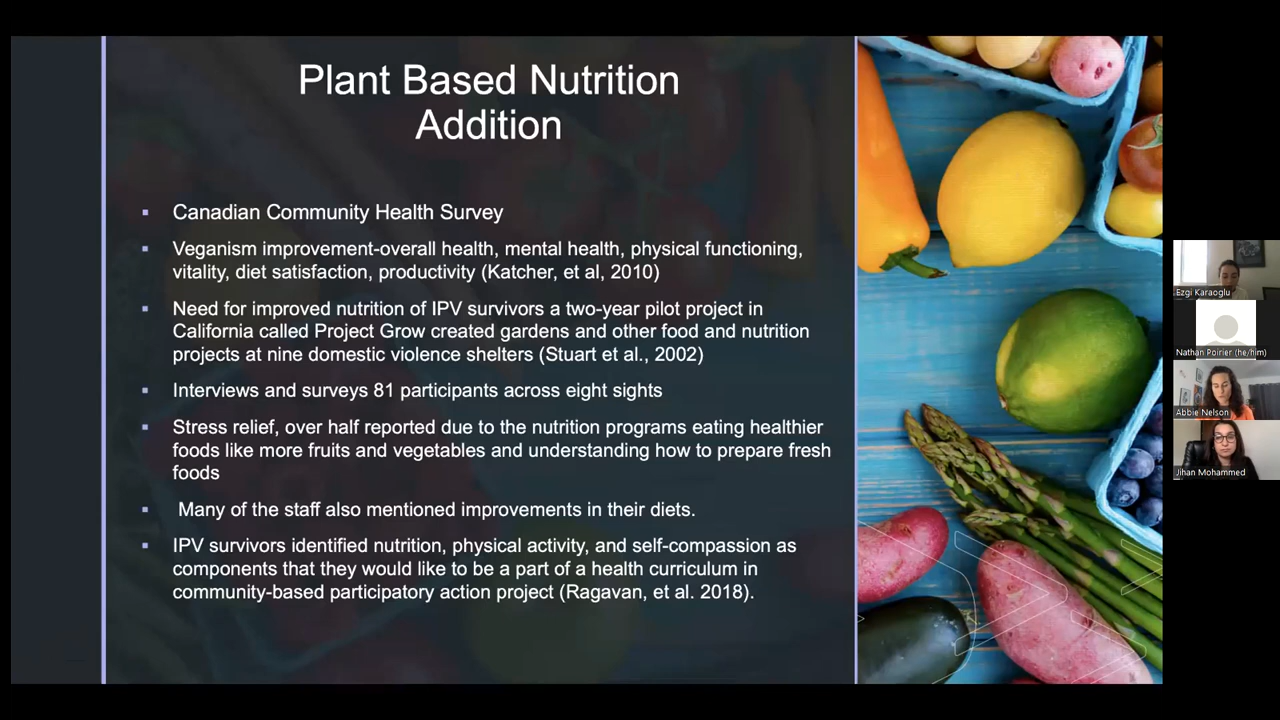 Plant Based Nutrition
Addition
Canadian Community Health Survey
Veganism improvement-overall health, mental health, physical functioning,
vitality, diet satisfaction, productivity (Katcher, et al, 2010)
Need for improved nutrition of IPV survivors a two-year pilot project in
California called Project Grow created gardens and other food and nutrition
projects at nine domestic violence shelters (Stuart et al., 2002)
Interviews and surveys 81 participants across eight sights
Stress relief, over half reported due to the nutrition programs eating healthier
foods like more fruits and vegetables and understanding how to prepare fresh
foods
Many of the staff also mentioned improvements in their diets.
IPV survivors identified nutrition, physical activity, and self-compassion as
components that they would like to be a part of a health curriculum in
community-based participatory action project (Ragavan, et al. 2018).
Ezgi Karaoglu
Nathan Poirier (he/him)
Abbie Nelson
Jihan Mohammed